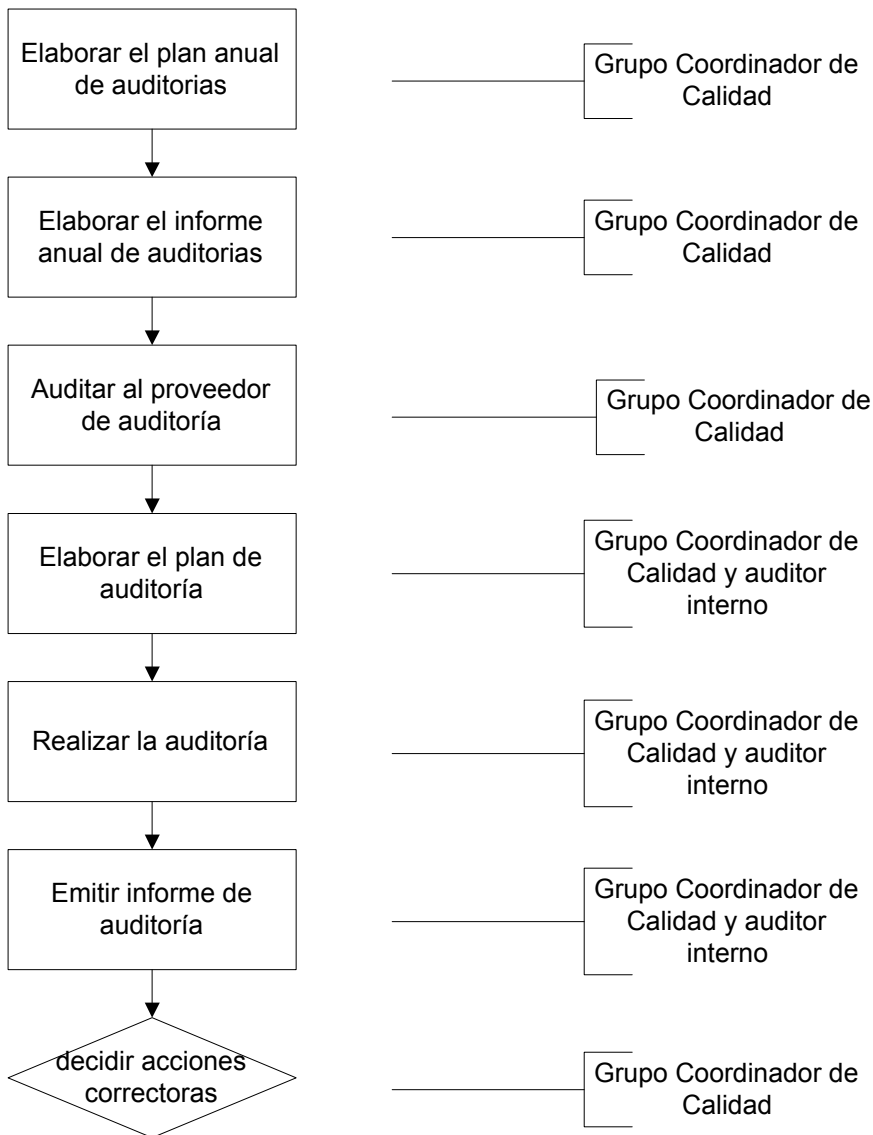 Elaborar el plan anual
de auditorias
Grupo Coordinador de
Calidad
Elaborar el informe
anual de auditorias
Grupo Coordinador de
Calidad
Auditar al proveedor
de auditoría
Grupo Coordinador de
Calidad
Elaborar el plan de
auditoría
Grupo Coordinador de
Calidad y auditor
interno
Realizar la auditoría
Grupo Coordinador de
Calidad y auditor
interno
Emitir informe de
auditoría
Grupo Coordinador de
Calidad y auditor
interno
decidir acciones
correctoras
Grupo Coordinador de
Calidad